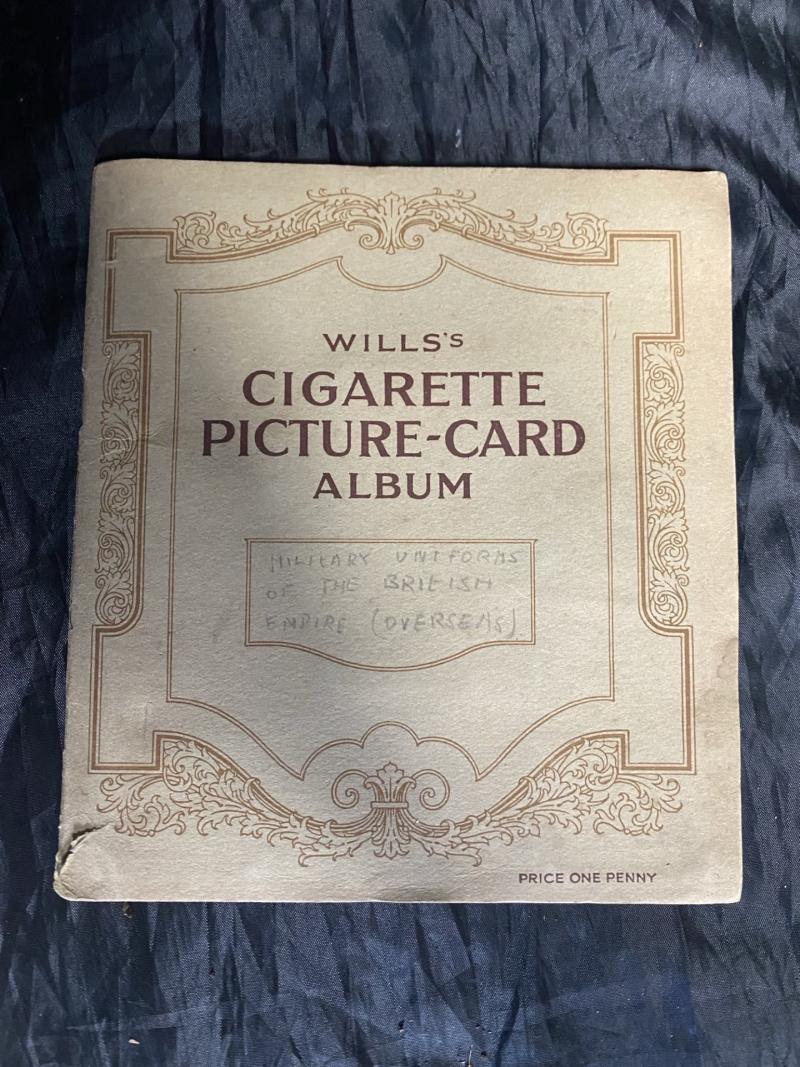 WILLS'S
CIGARETTE
PICTURE-CARD
ALBUM
MILITARY UNIFORMS
OF THE BRITISH
EMPIRE (OVERSEAS)
PRICE ONE PENNY